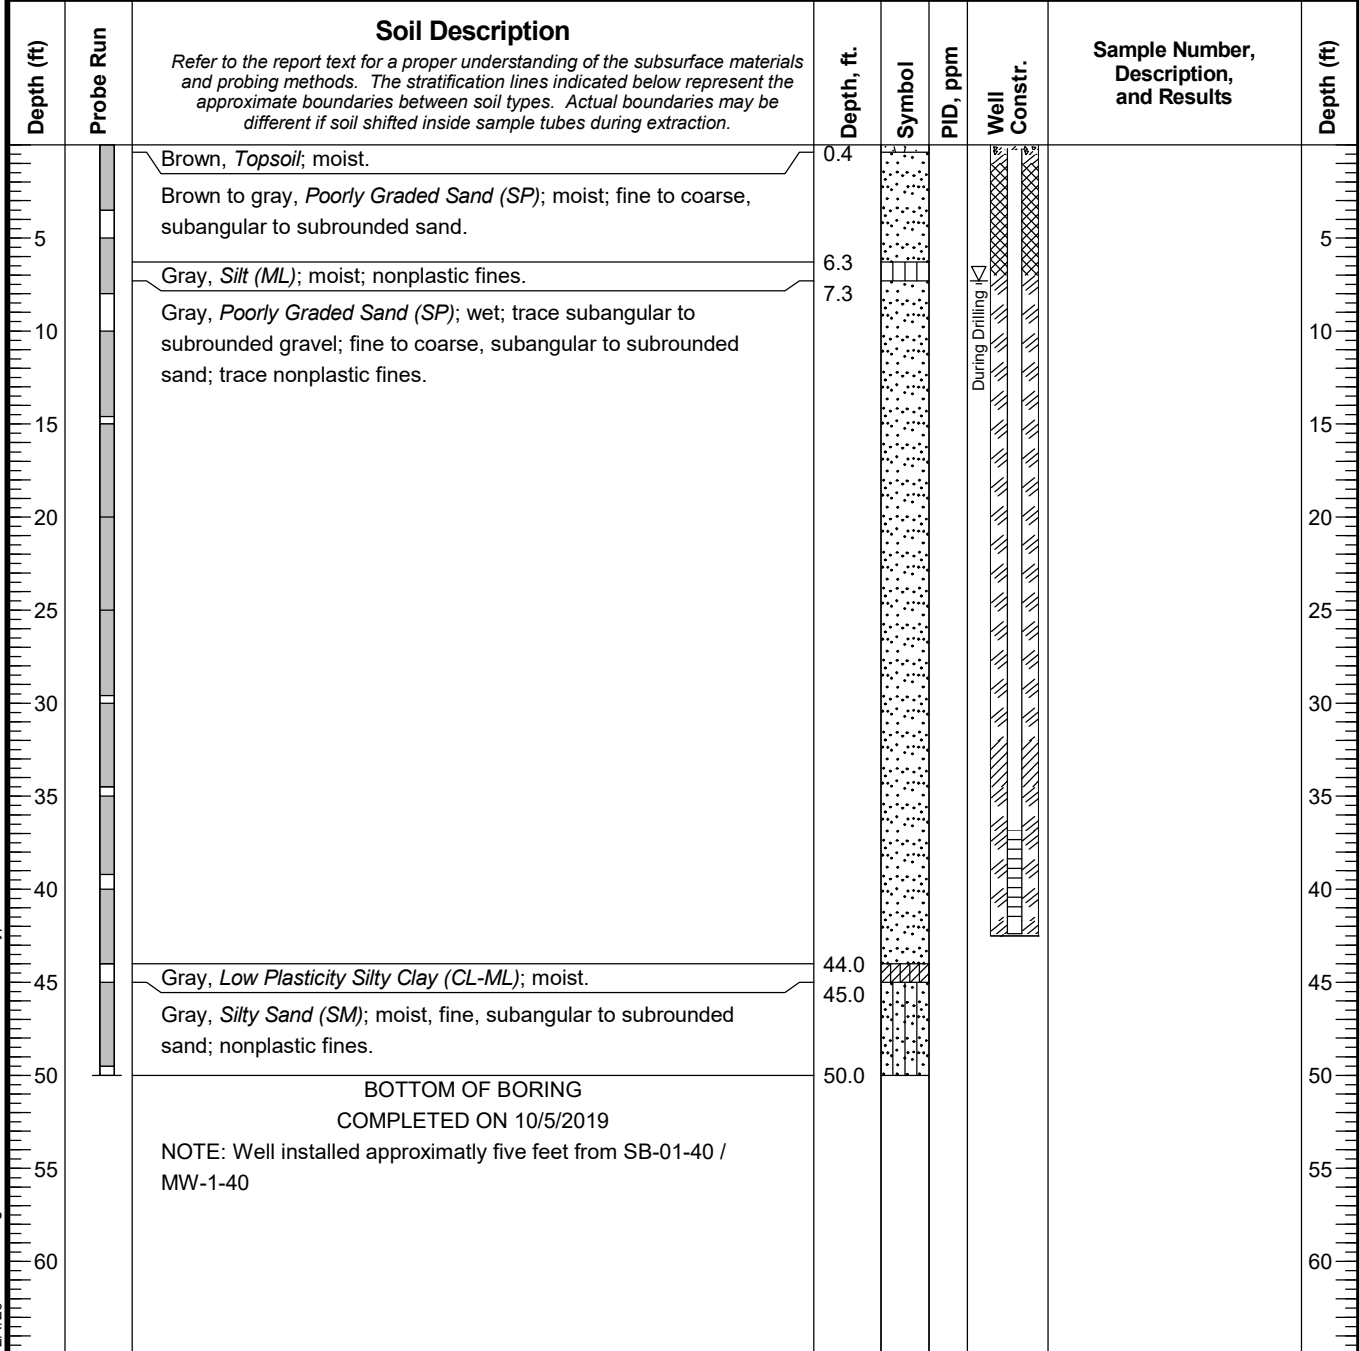 Depth (ft)
Probe Run
Soil Description
Refer to the report text for a proper understanding of the subsurface materials
and probing methods. The stratification lines indicated below represent the
approximate boundaries between soil types. Actual boundaries may be
different if soil shifted inside sample tubes during extraction.
Depth, ft.
Symbol
PID, ppm
Well
Constr.
Sample Number,
Description,
and Results
Depth (ft)
Brown, Topsoil; moist.
0.4
Brown to gray, Poorly Graded Sand (SP); moist; fine to coarse,
subangular to subrounded sand.
5
5
6.3
Gray, Silt (ML); moist; nonplastic fines.
7.3
Gray, Poorly Graded Sand (SP); wet; trace subangular to
subrounded gravel; fine to coarse, subangular to subrounded
sand; trace nonplastic fines.
During Drilling
10
10
15
15
20
20
25
25
30
30
35
35
40
40
44.0
Gray, Low Plasticity Silty Clay (CL-ML); moist.
45
45.0
45
Gray, Silty Sand (SM); moist, fine, subangular to subrounded
sand; nonplastic fines.
50
50.0
50
BOTTOM OF BORING
COMPLETED ON 10/5/2019
NOTE: Well installed approximatly five feet from SB-01-40 /
MW-1-40
55
55
60
60